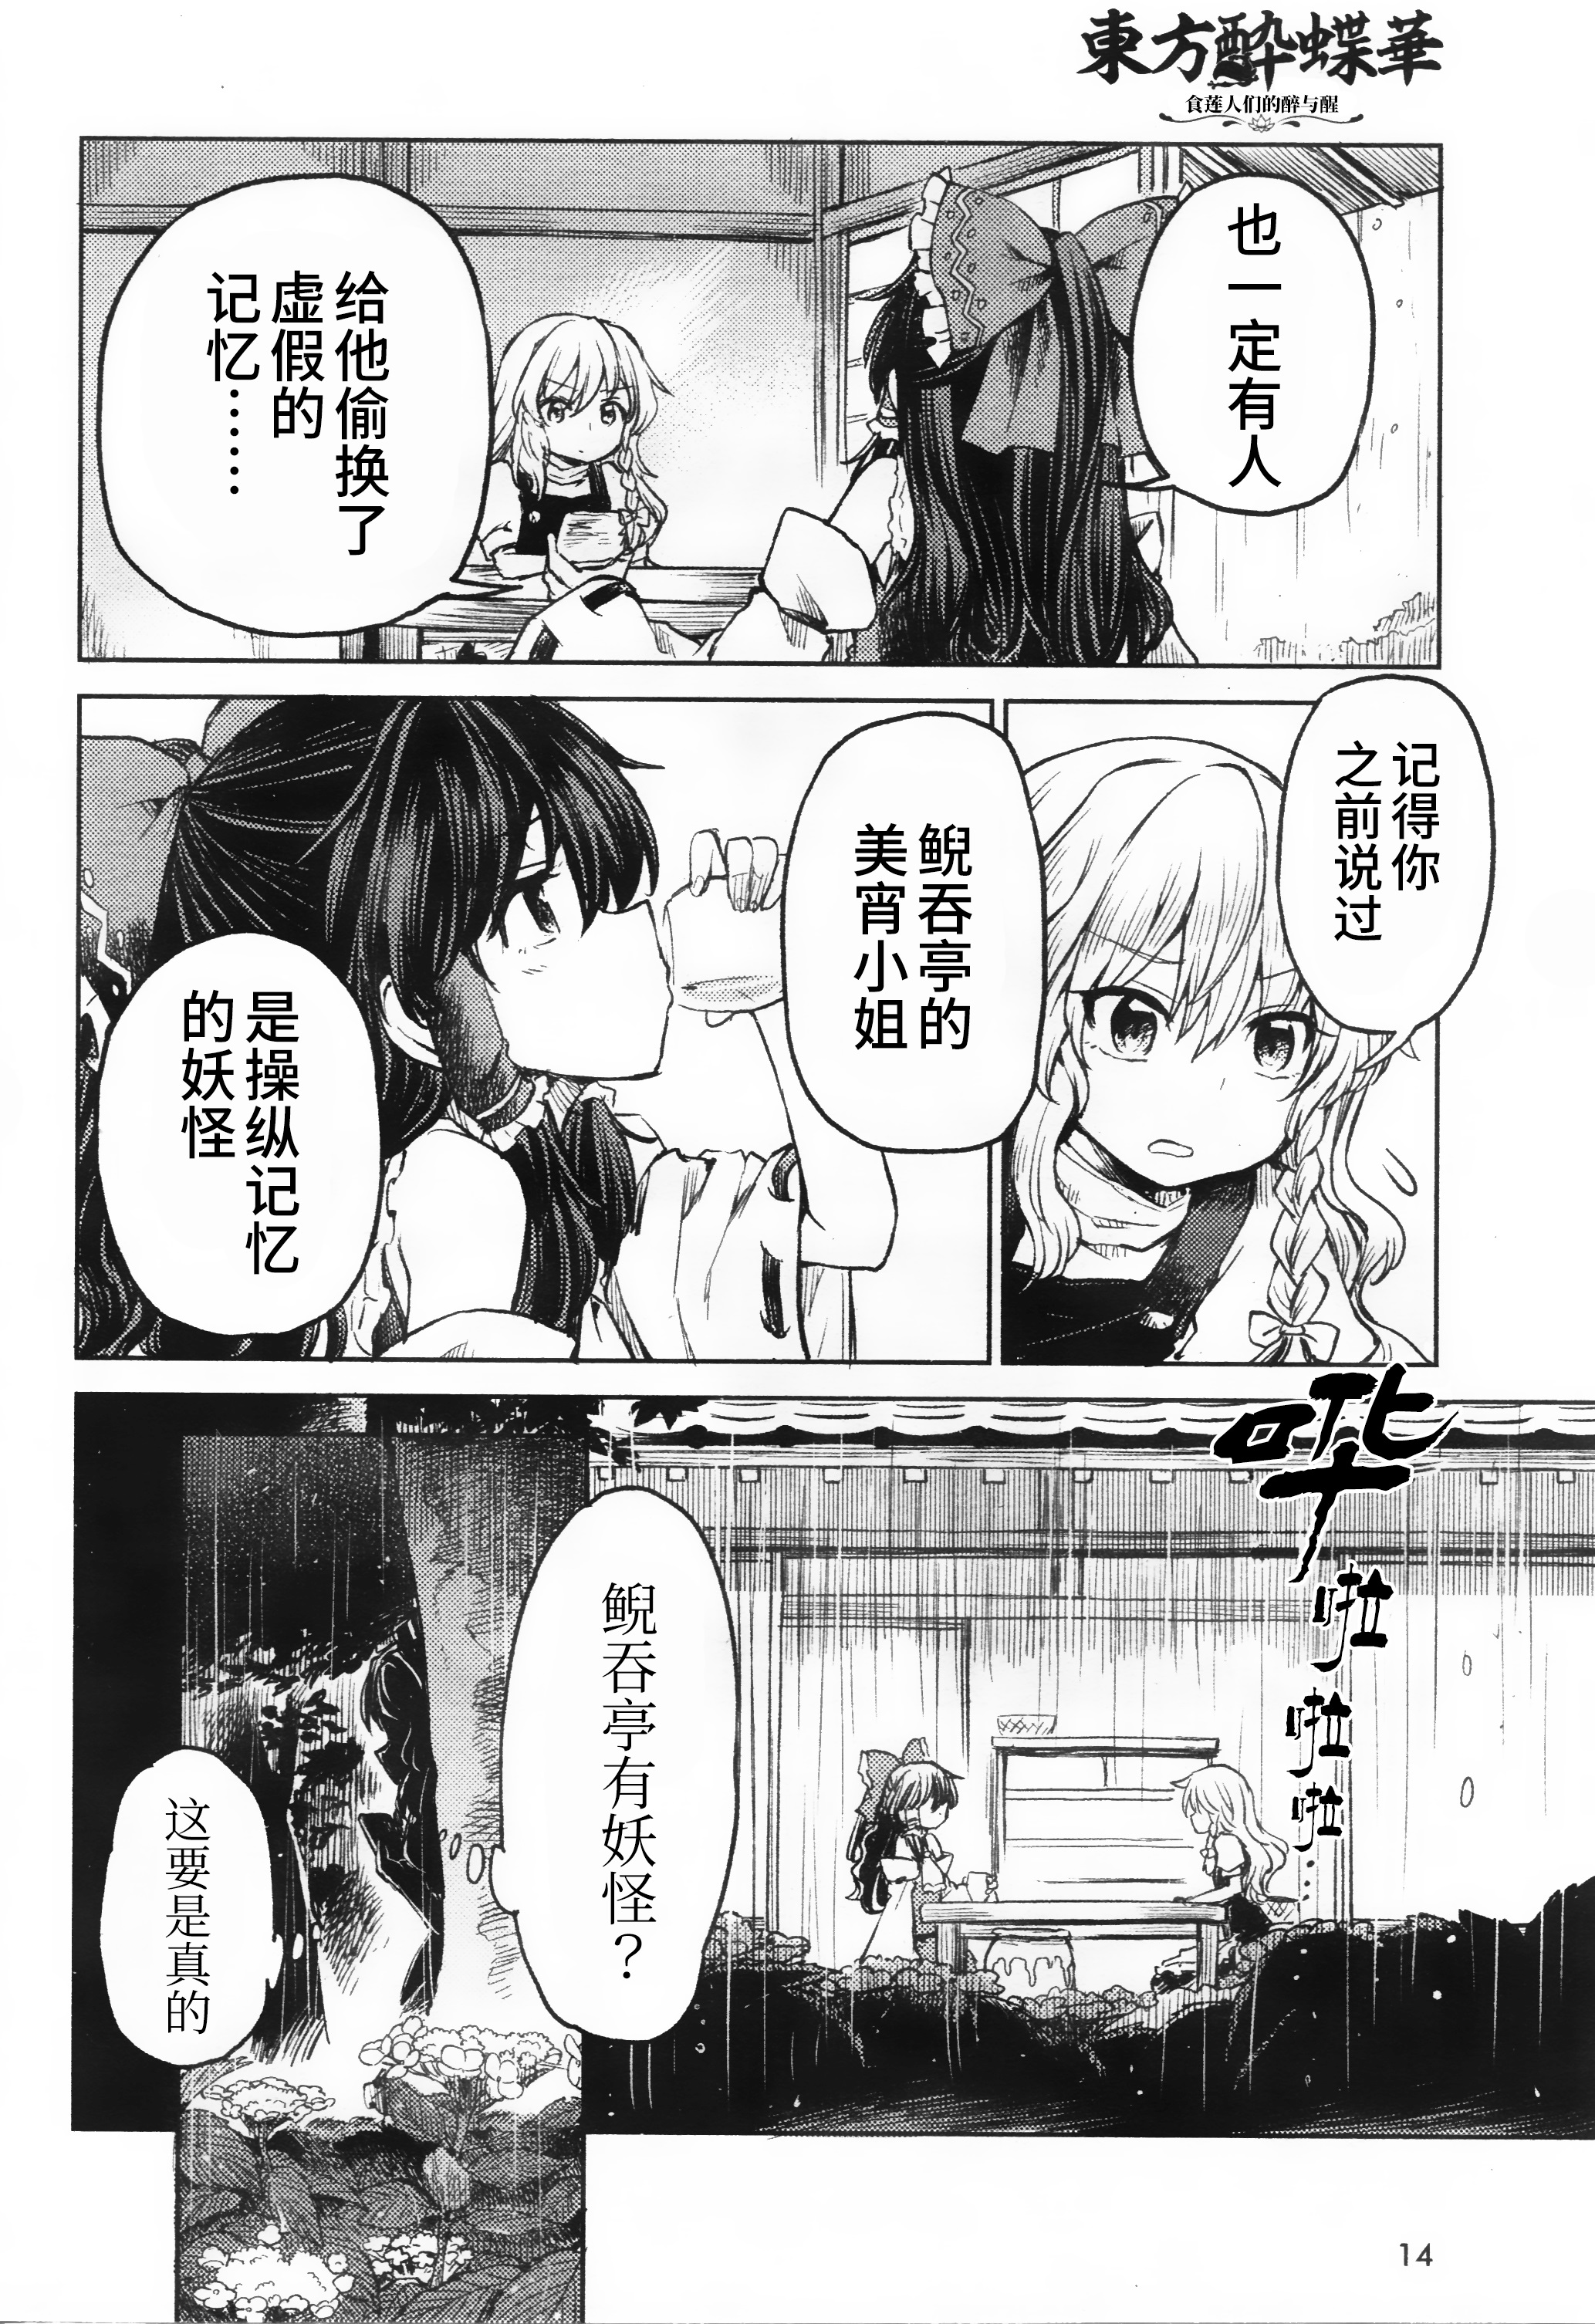 東方酔蝶華
食莲人们的醉与醒
也一定有人
给他偷换了
虚假的
记忆……
记得你
之前说过
鲵吞亭的
美宵小姐
是操纵记忆
的妖怪
哗
啦
啦
啦
…
鲵吞亭有妖怪？
这要是真的
14